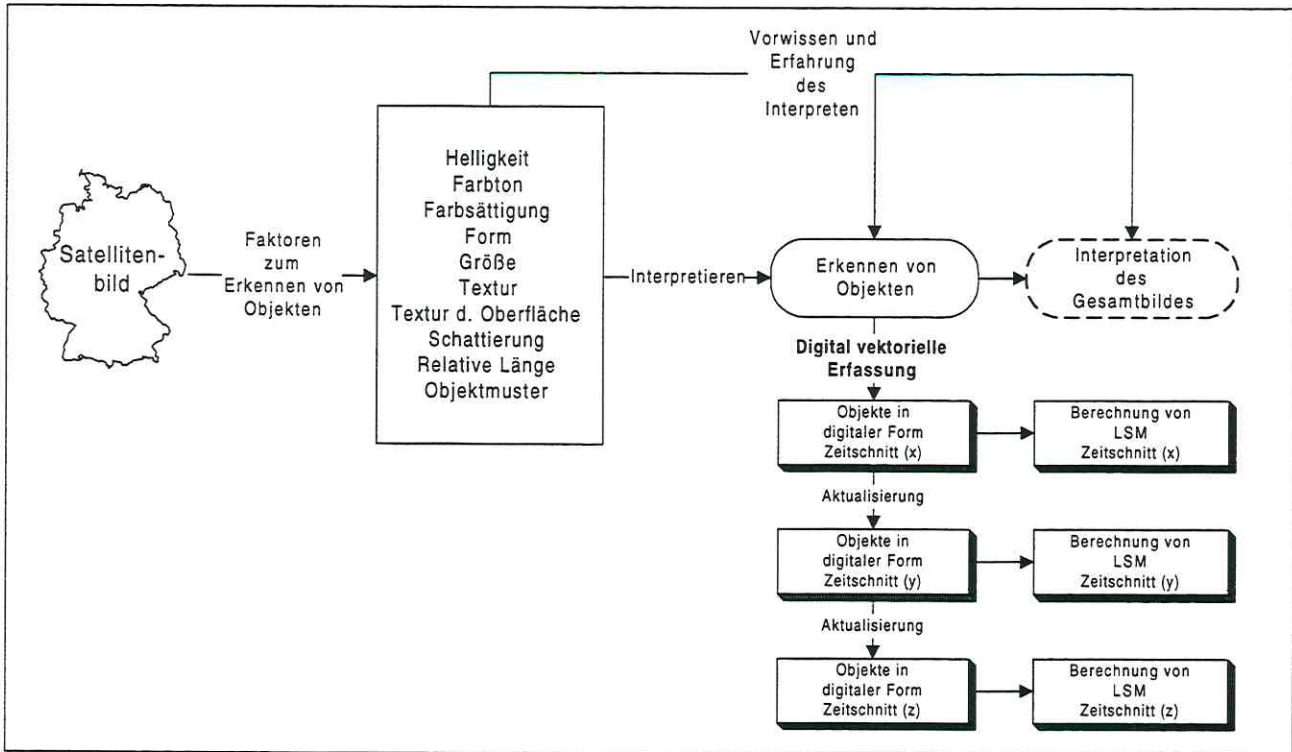 Vorwissen und
Erfahrung
des
Interpreten
Satelliten-
bild
Faktoren
zum
Erkennen von
Objekten
Helligkeit
Farbton
Farbsättigung
Form
Größe
Textur
Textur d. Oberfläche
Schattierung
Relative Länge
Objektmuster
Interpretieren
Erkennen von
Objekten
Interpretation
des
Gesamtbildes
Digital vektorielle
Erfassung
Objekte in
digitaler Form
Zeitschnitt (x)
Berechnung von
LSM
Zeitschnitt (x)
Aktualisierung
Objekte in
digitaler Form
Zeitschnitt (y)
Berechnung von
LSM
Zeitschnitt (y)
Aktualisierung
Objekte in
digitaler Form
Zeitschnitt (z)
Berechnung von
LSM
Zeitschnitt (z)